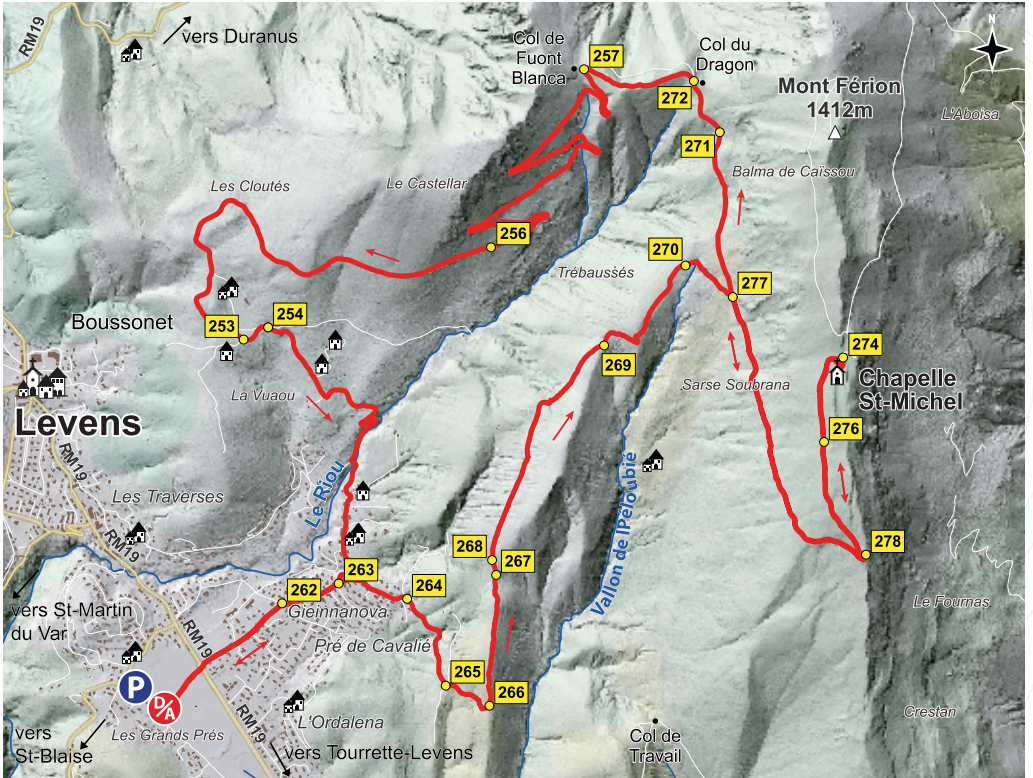 RM19
vers Duranus
Col de
Fuont
Blanca
257
Col du
Dragon
272
Mont Férion
1412m
N
L'Aboisa
271
Balma de Caïssou
Les Cloutés
Le Castellar
256
270
Trébaussés
277
Boussonet
253
254
269
274
Sarse Soubrana
Chapelle
St-Michel
La Vuaou
Levens
276
RM19
Le Riou
Vallon de lPeloubié
Les Traverses
RM19
268
267
278
263
262
264
vers St-Martin
du Var
Gieinnanova
Le Fournas
RM19
Pré de Cavalié
265
266
P
D/A
L'Ordalena
RM19
Crestan
Les Grands Prés
vers
St-Blaise
vers Tourrette-Levens
Col de
Travail